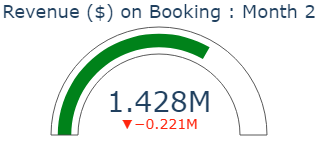 Revenue ($) on Booking : Month 2
1.428M
▼−0.221M